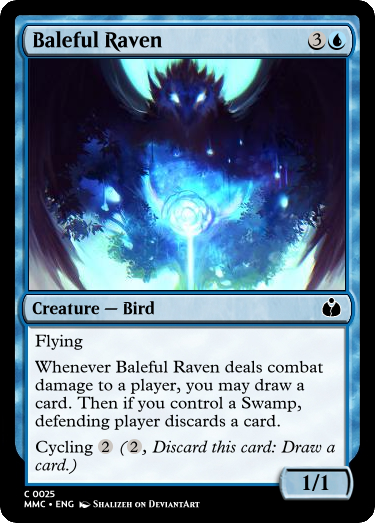 Baleful Raven 3
Creature — Bird
Flying
Whenever Baleful Raven deals combat
damage to a player, you may draw a
card. Then if you control a Swamp,
defending player discards a card.
Cycling 2 (2, Discard this card: Draw a
card.)
1/1
C 0025
MMC • ENG Shalizeh on DeviantArt